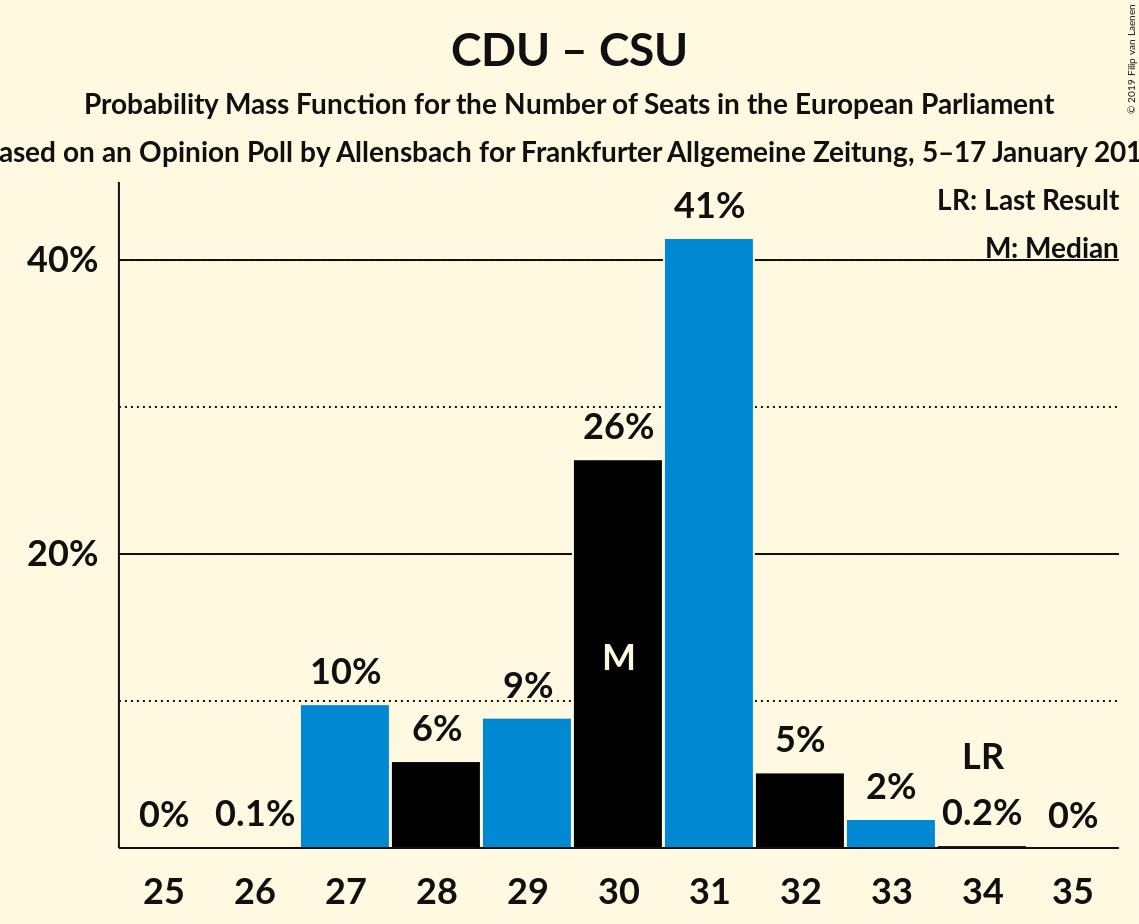 © 2019 Filip van Laenen
CDU – CSU
Probability Mass Function for the Number of Seats in the European Parliament
ased on an Opinion Poll by Allensbach for Frankfurter Allgemeine Zeitung, 5–17 January 201
LR: Last Result
M: Median
41%
40%
26%
20%
M
10%
9%
6%
5%
LR
2%
0%
0.1%
0.2%
0%
25 26 27 28 29 30 31 32 33 34 35